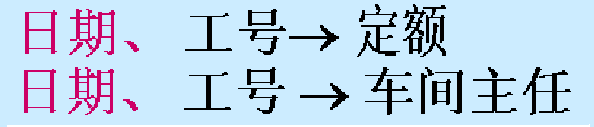 日期、 工号→ 定额
日期、 工号 → 车间主任